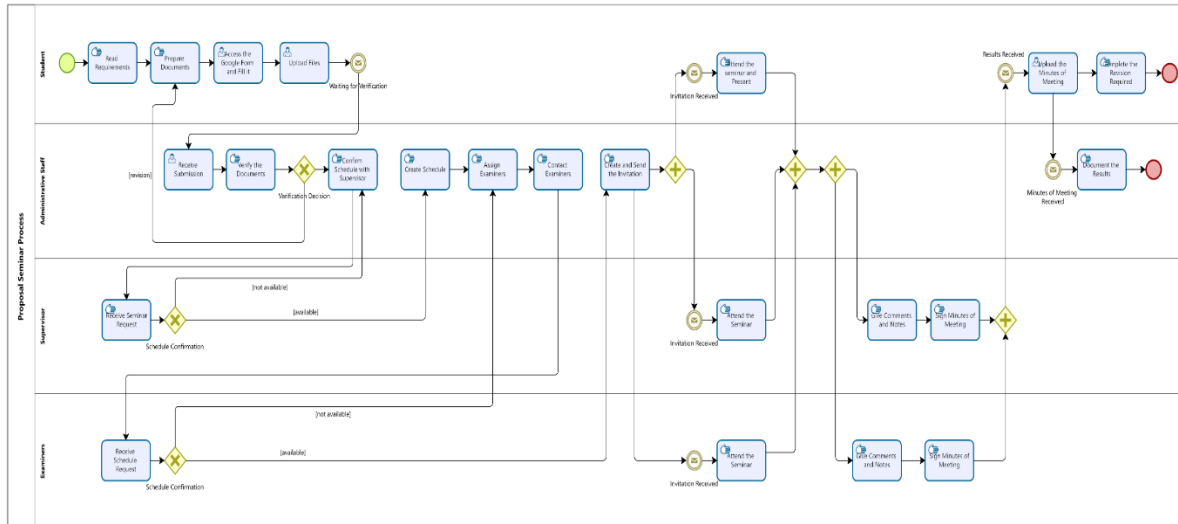 Proposal Seminar Process
Student
Read
Requirements
Prepare
Documents
Access the
Google Form
and Fill it
Upload Files
Waiting for Verification
Invitation Received
Attend the
seminar and
Present
Results Received
Upload the
Minutes of
Meeting
Complete the
Revision
Required
Administrative Staff
[revision]
Receive
Submission
Verify the
Documents
Verification Decision
Confirm
Schedule with
Supervisor
Create Schedule
Assign
Examiners
Contact
Examiners
Create and Send
the Invitation
Minutes of Meeting
Received
Document the
Results
Supervisor
Receive Seminar
Request
Schedule Confirmation
[not available]
[available]
Invitation Received
Attend the
Seminar
Give Comments
and Notes
Sign Minutes of
Meeting
Examiners
Receive
Schedule
Request
Schedule Confirmation
[not available]
[available]
Invitation Received
Attend the
Seminar
Give Comments
and Notes
Sign Minutes of
Meeting